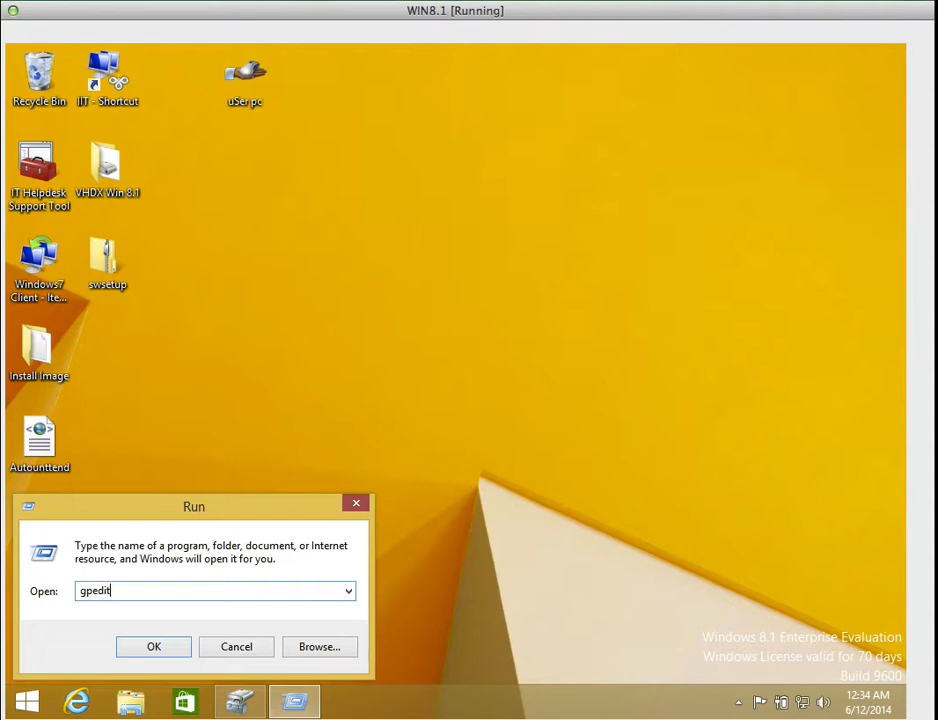 WIN8.1 [Running]
Recycle Bin
IIT - Shortcut
uSer pc
IT Helpdesk
Support Tool
VHDX Win 8.1
Windows7
Client - Ite...
swsetup
Install Image
Autounttend
Run
Type the name of a program, folder, document, or Internet
resource, and Windows will open it for you.
Open:
gpedit
OK
Cancel
Browse...
Windows 8.1 Enterprise Evaluation
Windows License valid for 70 days
Build 9600
12:34 AM
6/12/2014